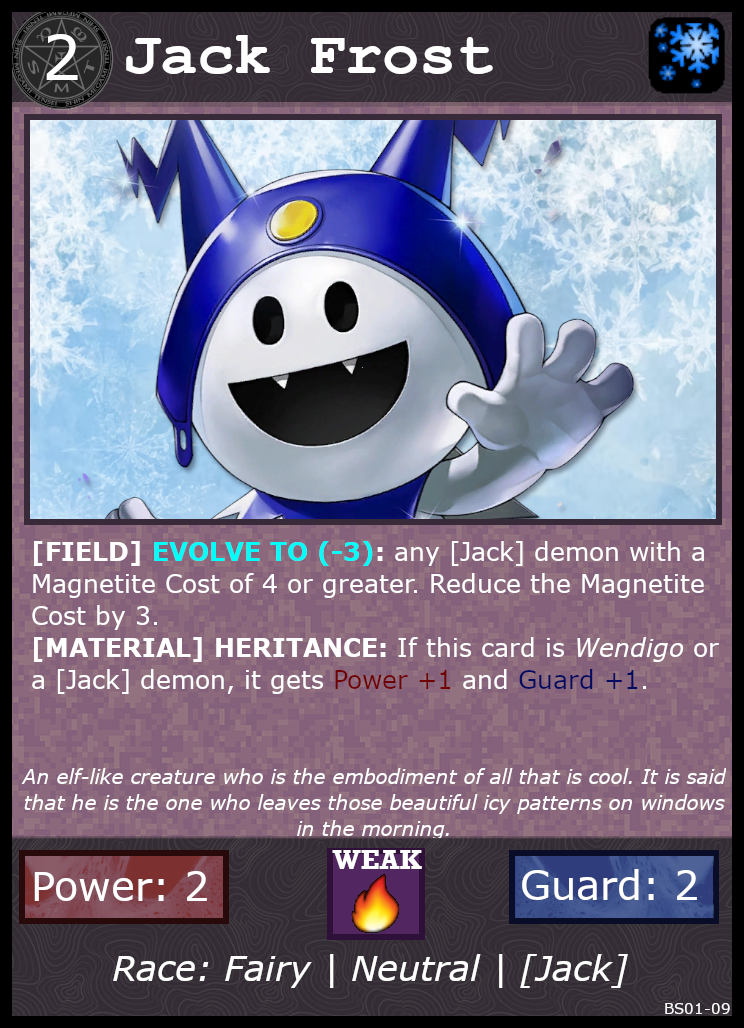 2 Jack Frost
[FIELD] EVOLVE TO (-3): any [Jack] demon with a
Magnetite Cost of 4 or greater. Reduce the Magnetite
Cost by 3.
[MATERIAL] HERITANCE: If this card is Wendigo or
a [Jack] demon, it gets Power +1 and Guard +1.
An elf-like creature who is the embodiment of all that is cool. It is said
that he is the one who leaves those beautiful icy patterns on windows
in the morning.
Power: 2
WEAK
Guard: 2
Race: Fairy | Neutral | [Jack]
BS01-09